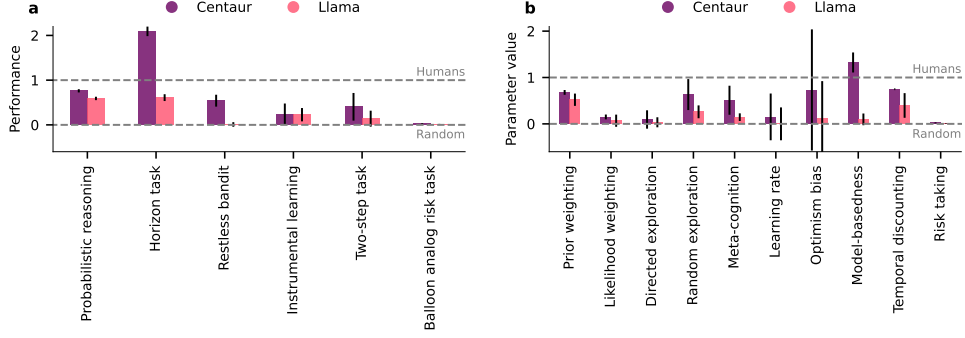 a
Centaur
Llama
Performance
2
1
0
Humans
Random
Probabilistic reasoning
Horizon task
Restless bandit
Instrumental learning
Two-step task
Balloon analog risk task
b
Centaur
Llama
Parameter value
2
1
0
Humans
Random
Prior weighting
Likelihood weighting
Directed exploration
Random exploration
Meta-cognition
Learning rate
Optimism bias
Model-basedness
Temporal discounting
Risk taking